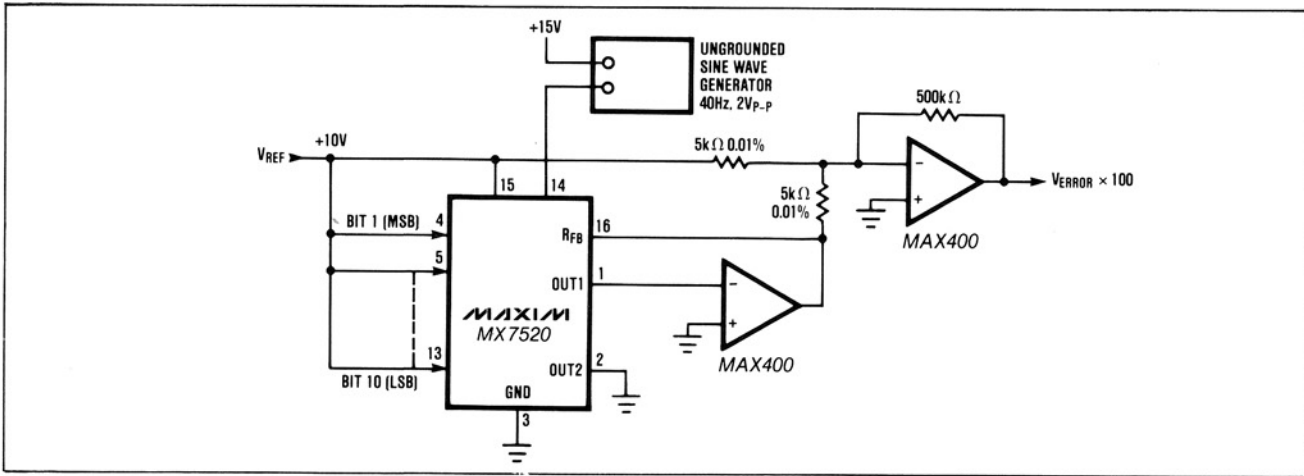 +15V
UNGROUNDED
SINE WAVE
GENERATOR
40Hz, 2VP-P
500kΩ
+10V
VREF
5kΩ 0.01%
−
+
VERROR × 100
MAX400
15
14
5kΩ
0.01%
BIT 1 (MSB)
4
RFB
16
5
OUT1
1
−
+
MAXIM
MX7520
MAX400
13
BIT 10 (LSB)
OUT2
2
GND
3